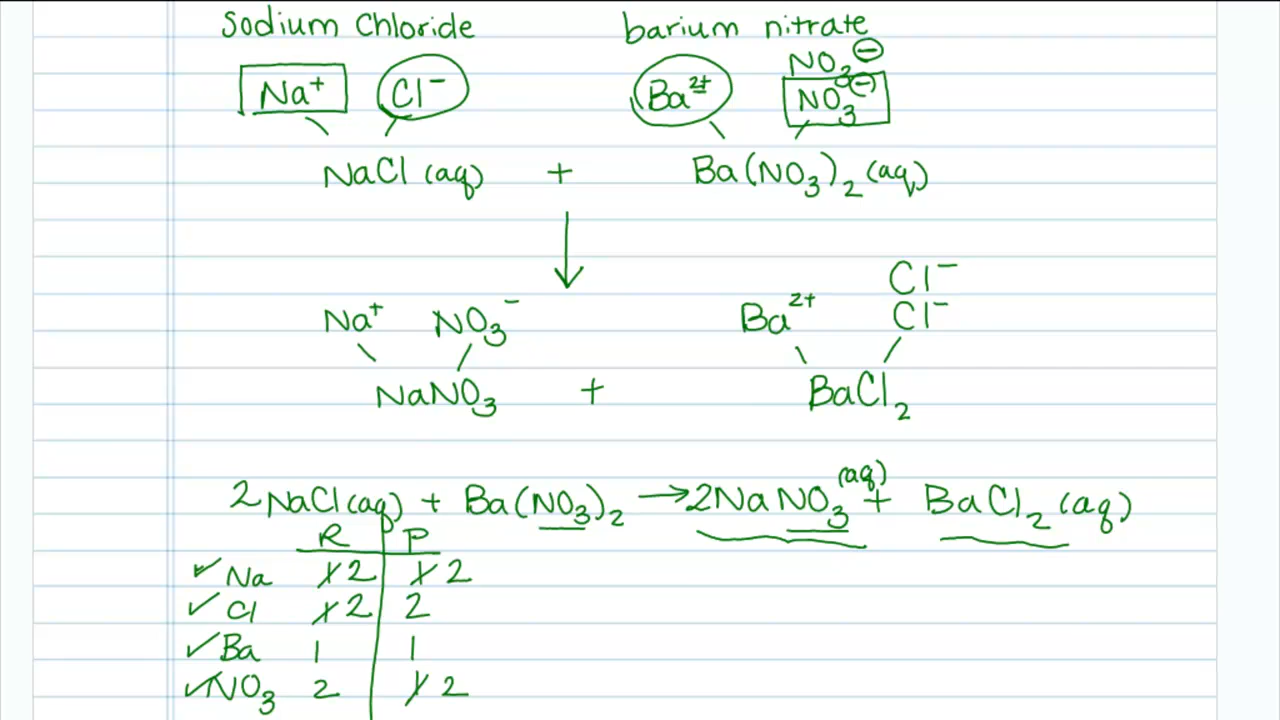 Sodium Chloride barium nitrate
NO₃⁻
Na⁺ Cl⁻ Ba²⁺ NO₃⁻
NaCl (aq) + Ba(NO₃)₂ (aq)
↓
Cl⁻
Na⁺ NO₃⁻ Ba²⁺ Cl⁻
NaNO₃ + BaCl₂
2NaCl(aq) + Ba(NO₃)₂ → 2NaNO₃ (aq) + BaCl₂ (aq)
R P
✓ Na 1 2 1 2
✓ Cl 1 2 2
✓ Ba 1 1
✓ NO₃ 2 1 2